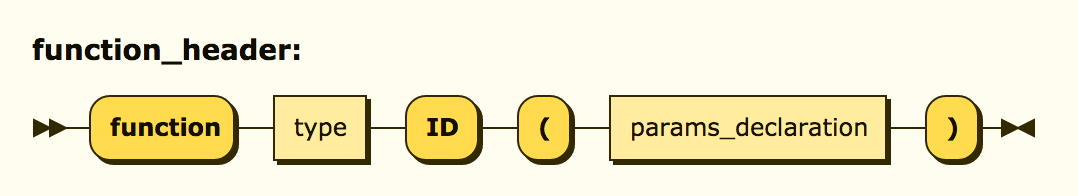 function_header:
function type ID ( params_declaration )